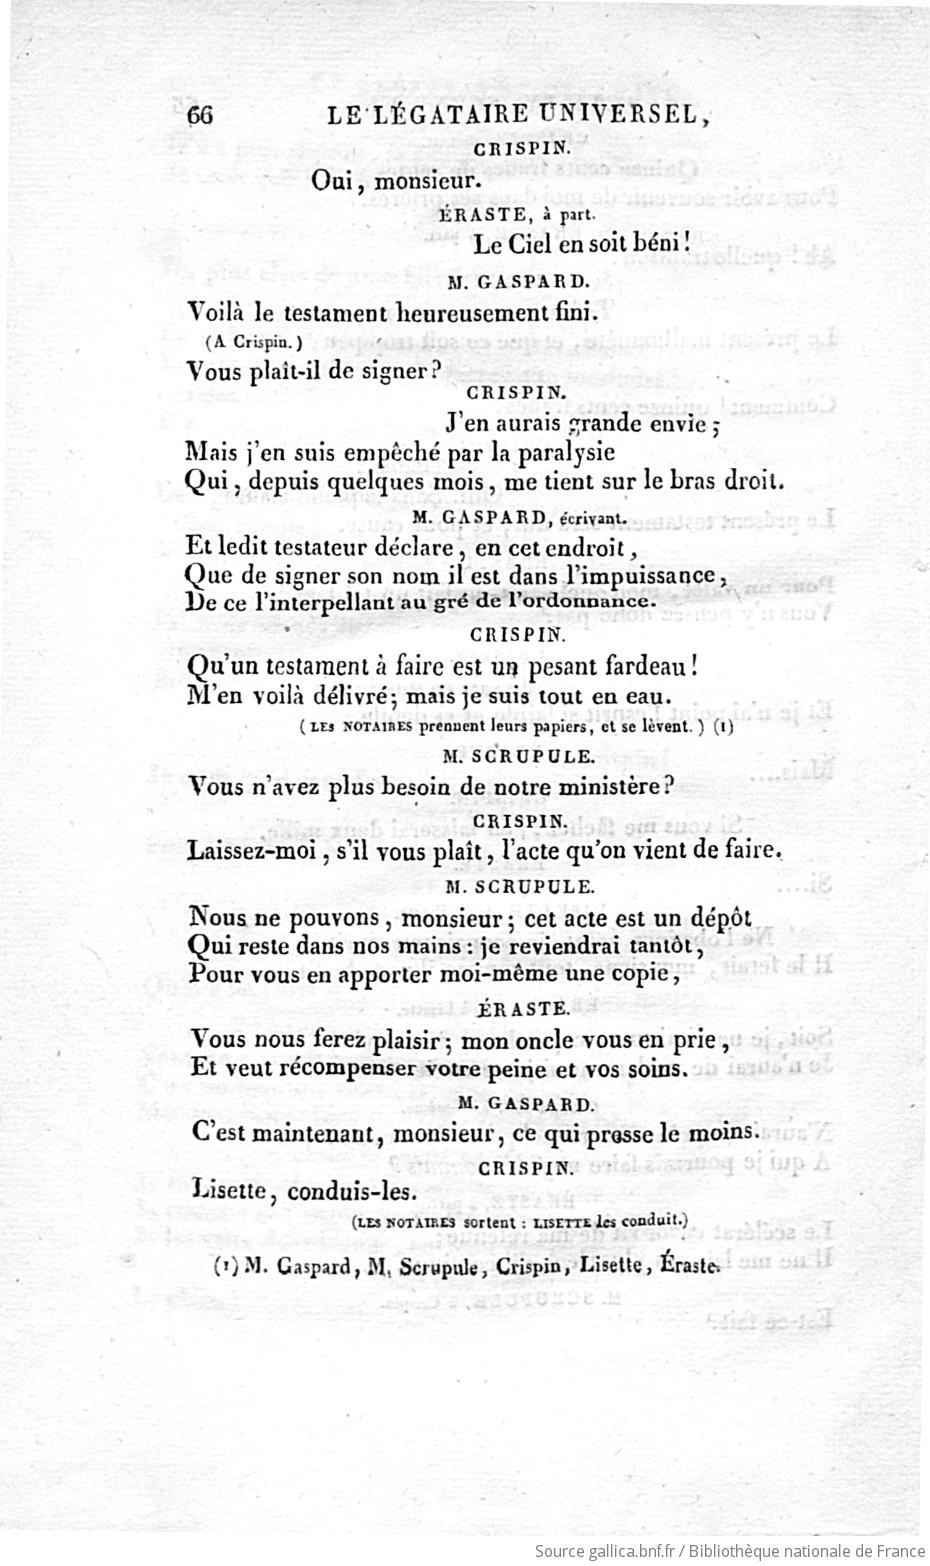 66 LE LÉGATAIRE UNIVERSEL,
CRISPIN.
Oui, monsieur.
ÉRASTE, à part.
Le Ciel en soit béni!
M. GASPARD.
Voilà le testament heureusement fini.
(A Crispin.)
Vous plaît-il de signer?
CRISPIN.
J'en aurais grande envie;
Mais j'en suis empêché par la paralysie
Qui, depuis quelques mois, me tient sur le bras droit.
M. GASPARD, écrivant.
Et ledit testateur déclare, en cet endroit,
Que de signer son nom il est dans l'impuissance,
De ce l'interpellant au gré de l'ordonnance.
CRISPIN.
Qu'un testament à faire est un pesant fardeau!
M'en voilà délivré; mais je suis tout en eau.
(LES NOTAIRES prennent leurs papiers, et se lèvent.) (1)
M. SCRUPULE.
Vous n'avez plus besoin de notre ministère?
CRISPIN.
Laissez-moi, s'il vous plaît, l'acte qu'on vient de faire.
M. SCRUPULE.
Nous ne pouvons, monsieur; cet acte est un dépôt
Qui reste dans nos mains: je reviendrai tantôt,
Pour vous en apporter moi-même une copie,
ÉRASTE.
Vous nous ferez plaisir; mon oncle vous en prie,
Et veut récompenser votre peine et vos soins.
M. GASPARD.
C'est maintenant, monsieur, ce qui presse le moins.
CRISPIN.
Lisette, conduis-les.
(LES NOTAIRES sortent: LISETTE les conduit.)
(1) M. Gaspard, M. Scrupule, Crispin, Lisette, Éraste.
Source gallica.bnf.fr / Bibliothèque nationale de France